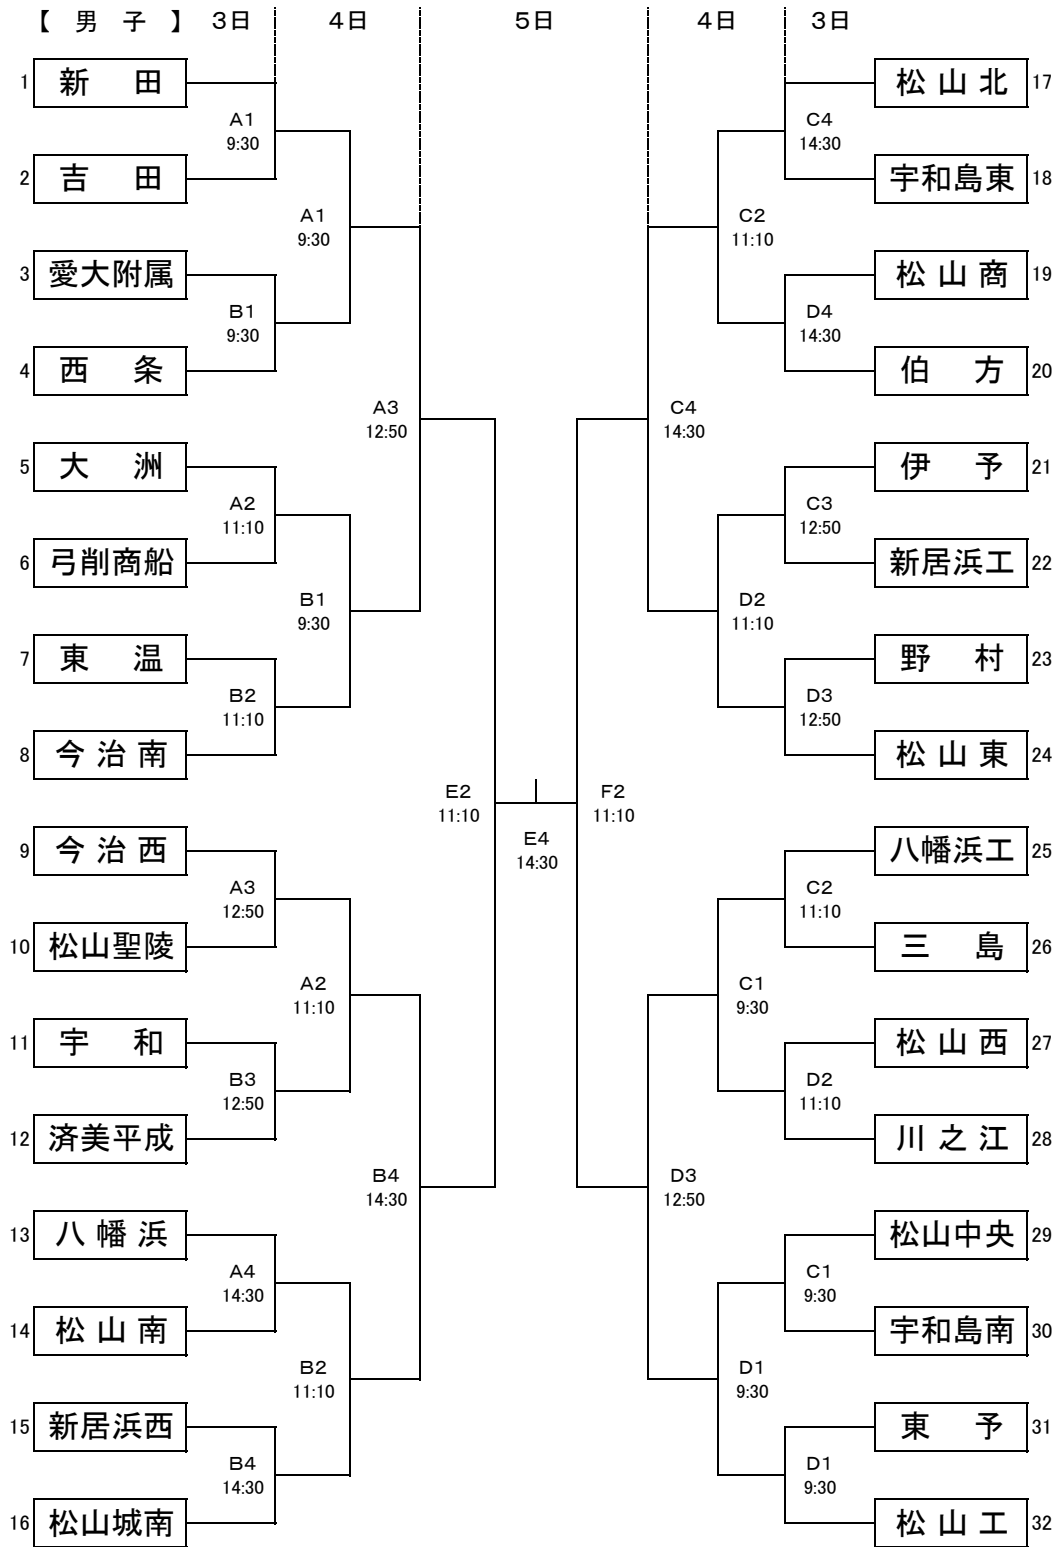 【 男 子 】 3日 4日 5日 4日 3日
1 新 田
A1
9:30
2 吉 田
A1
9:30
3 愛大附属
B1
9:30
4 西 条
A3
12:50
5 大 洲
A2
11:10
6 弓削商船
B1
9:30
7 東 温
B2
11:10
8 今治南
E2
11:10
9 今治西
A3
12:50
10 松山聖陵
A2
11:10
11 宇 和
B3
12:50
12 済美平成
B4
14:30
13 八幡浜
A4
14:30
14 松山南
B2
11:10
15 新居浜西
B4
14:30
16 松山城南
E4
14:30
松山北 17
C4
14:30
宇和島東 18
C2
11:10
松山商 19
D4
14:30
伯 方 20
C4
14:30
伊 予 21
C3
12:50
新居浜工 22
D2
11:10
野 村 23
D3
12:50
松山東 24
F2
11:10
八幡浜工 25
C2
11:10
三 島 26
C1
9:30
松山西 27
D2
11:10
川之江 28
D3
12:50
松山中央 29
C1
9:30
宇和島南 30
D1
9:30
東 予 31
D1
9:30
松山工 32